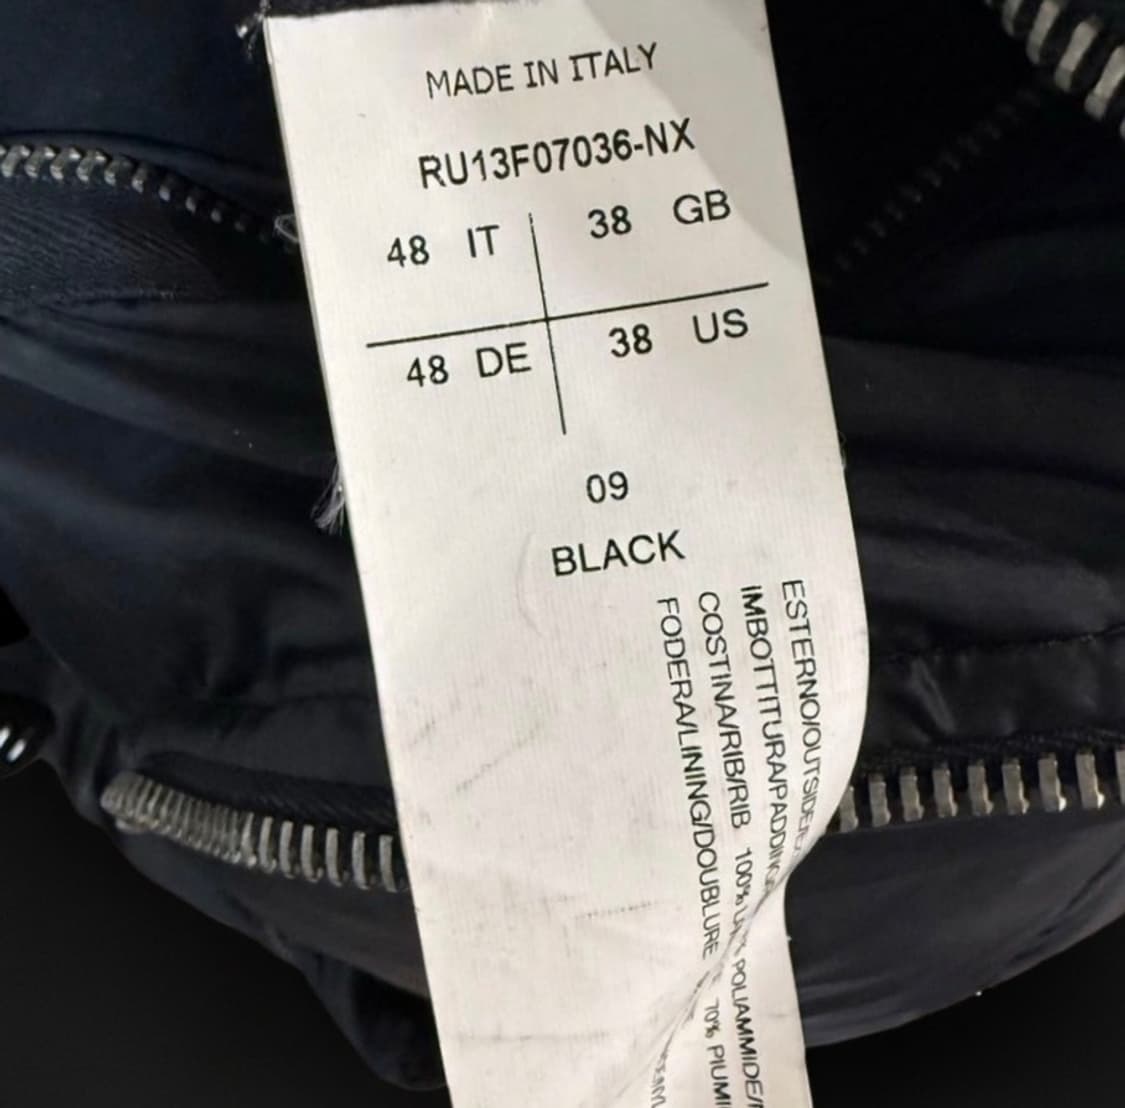 MADE IN ITALY
RU13F07036-NX
48 IT 38 GB
48 DE 38 US
09
BLACK
ESTERNO/OUTSIDE/
IMBOTTITURA/PADDING
COSTINA/RIB/RIB 100%
POLIAMMIDE/
FODERA/LINING/DOUBLURE
70% PIUMI